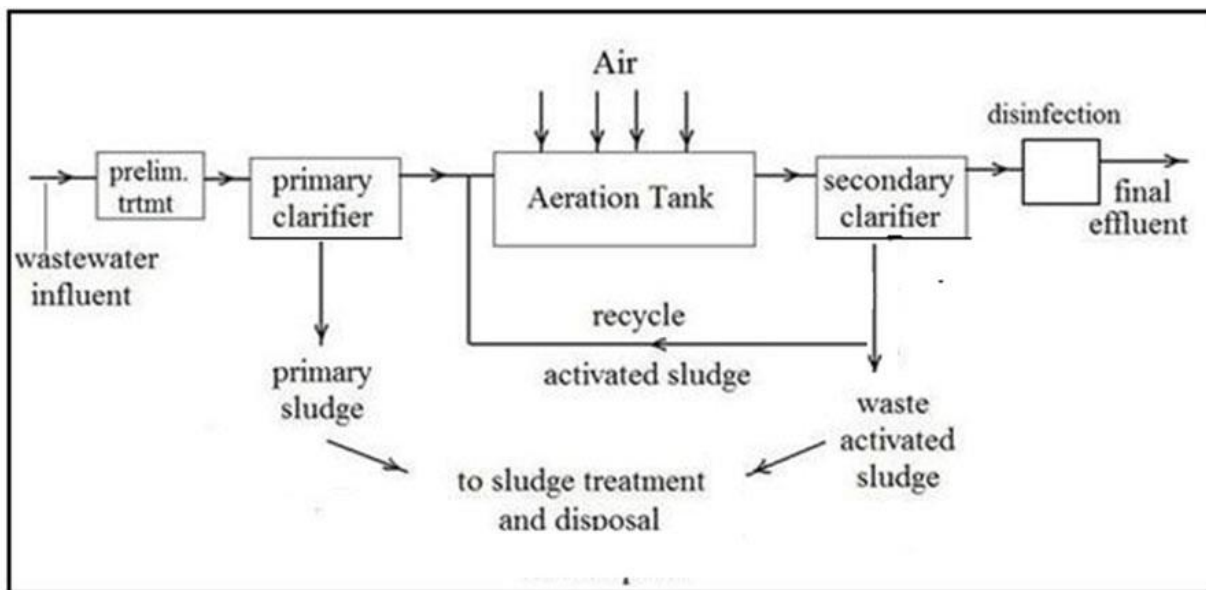 Air
disinfection
prelim.
trtmt
primary
clarifier
Aeration Tank
secondary
clarifier
final
effluent
wastewater
influent
recycle
activated sludge
primary
sludge
waste
activated
sludge
to sludge treatment
and disposal